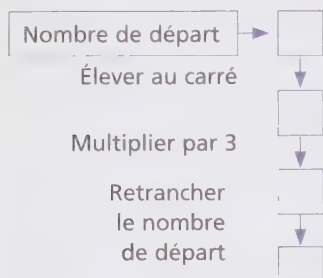 Nombre de départ
Élever au carré
Multiplier par 3
Retrancher
le nombre
de départ